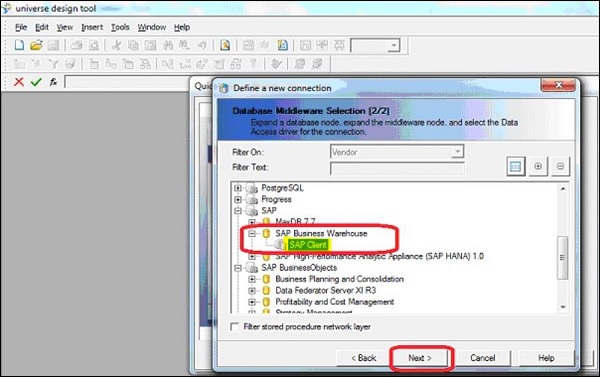 universe design tool
File Edit View Insert Tools Window Help
Quic
Define a new connection
Database Middleware Selection [2/2]
Expand a database node, expand the middleware node, and select the Data
Access driver for the connection.
Filter On: Vendor
Filter Text:
PostgreSQL
Progress
SAP
MaxDB 7.7
SAP Business Warehouse
SAP Client
SAP High-Performance Analytic Appliance (SAP HANA) 1.0
SAP BusinessObjects
Business Planning and Consolidation
Data Federator Server XI R3
Profitability and Cost Management
Strategy Management
Filter stored procedure network layer
< Back Next > Cancel Help